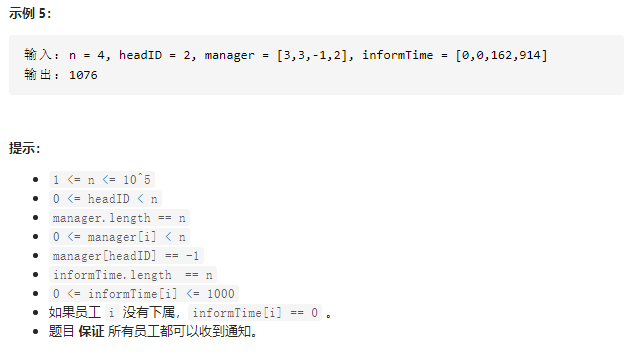 示例 5：
输入：n = 4, headID = 2, manager = [3,3,-1,2], informTime = [0,0,162,914]
输出：1076
提示：
1 <= n <= 10^5
0 <= headID < n
manager.length == n
0 <= manager[i] < n
manager[headID] == -1
informTime.length == n
0 <= informTime[i] <= 1000
如果员工 i 没有下属，informTime[i] == 0 。
题目 保证 所有员工都可以收到通知。